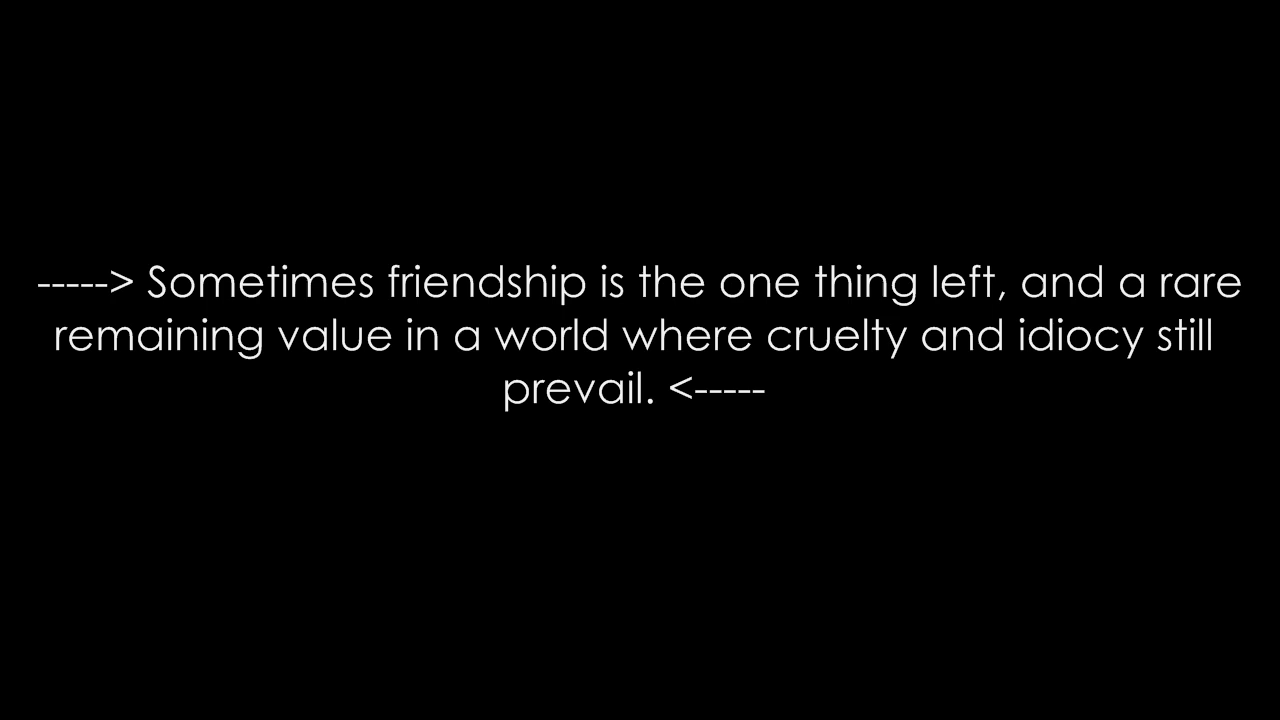 -----> Sometimes friendship is the one thing left, and a rare
remaining value in a world where cruelty and idiocy still
prevail. <-----